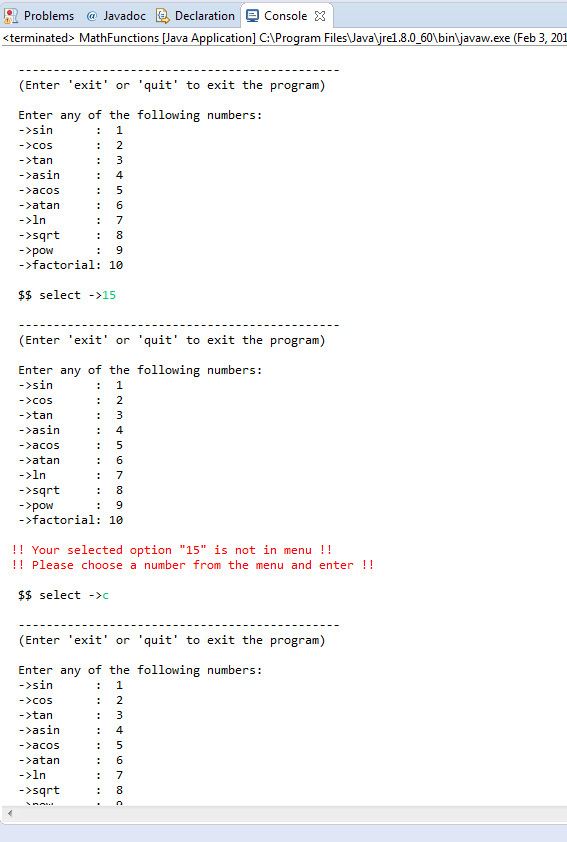 Problems @ Javadoc Declaration Console
<terminated> MathFunctions [Java Application] C:\Program Files\Java\jre1.8.0_60\bin\javaw.exe (Feb 3, 201
----------------------------------------------
(Enter 'exit' or 'quit' to exit the program)
Enter any of the following numbers:
->sin      :  1
->cos      :  2
->tan      :  3
->asin     :  4
->acos     :  5
->atan     :  6
->ln       :  7
->sqrt     :  8
->pow      :  9
->factorial: 10
$$ select ->15
----------------------------------------------
(Enter 'exit' or 'quit' to exit the program)
Enter any of the following numbers:
->sin      :  1
->cos      :  2
->tan      :  3
->asin     :  4
->acos     :  5
->atan     :  6
->ln       :  7
->sqrt     :  8
->pow      :  9
->factorial: 10
!! Your selected option "15" is not in menu !!
!! Please choose a number from the menu and enter !!
$$ select ->c
----------------------------------------------
(Enter 'exit' or 'quit' to exit the program)
Enter any of the following numbers:
->sin      :  1
->cos      :  2
->tan      :  3
->asin     :  4
->acos     :  5
->atan     :  6
->ln       :  7
->sqrt     :  8
->pow      :  9